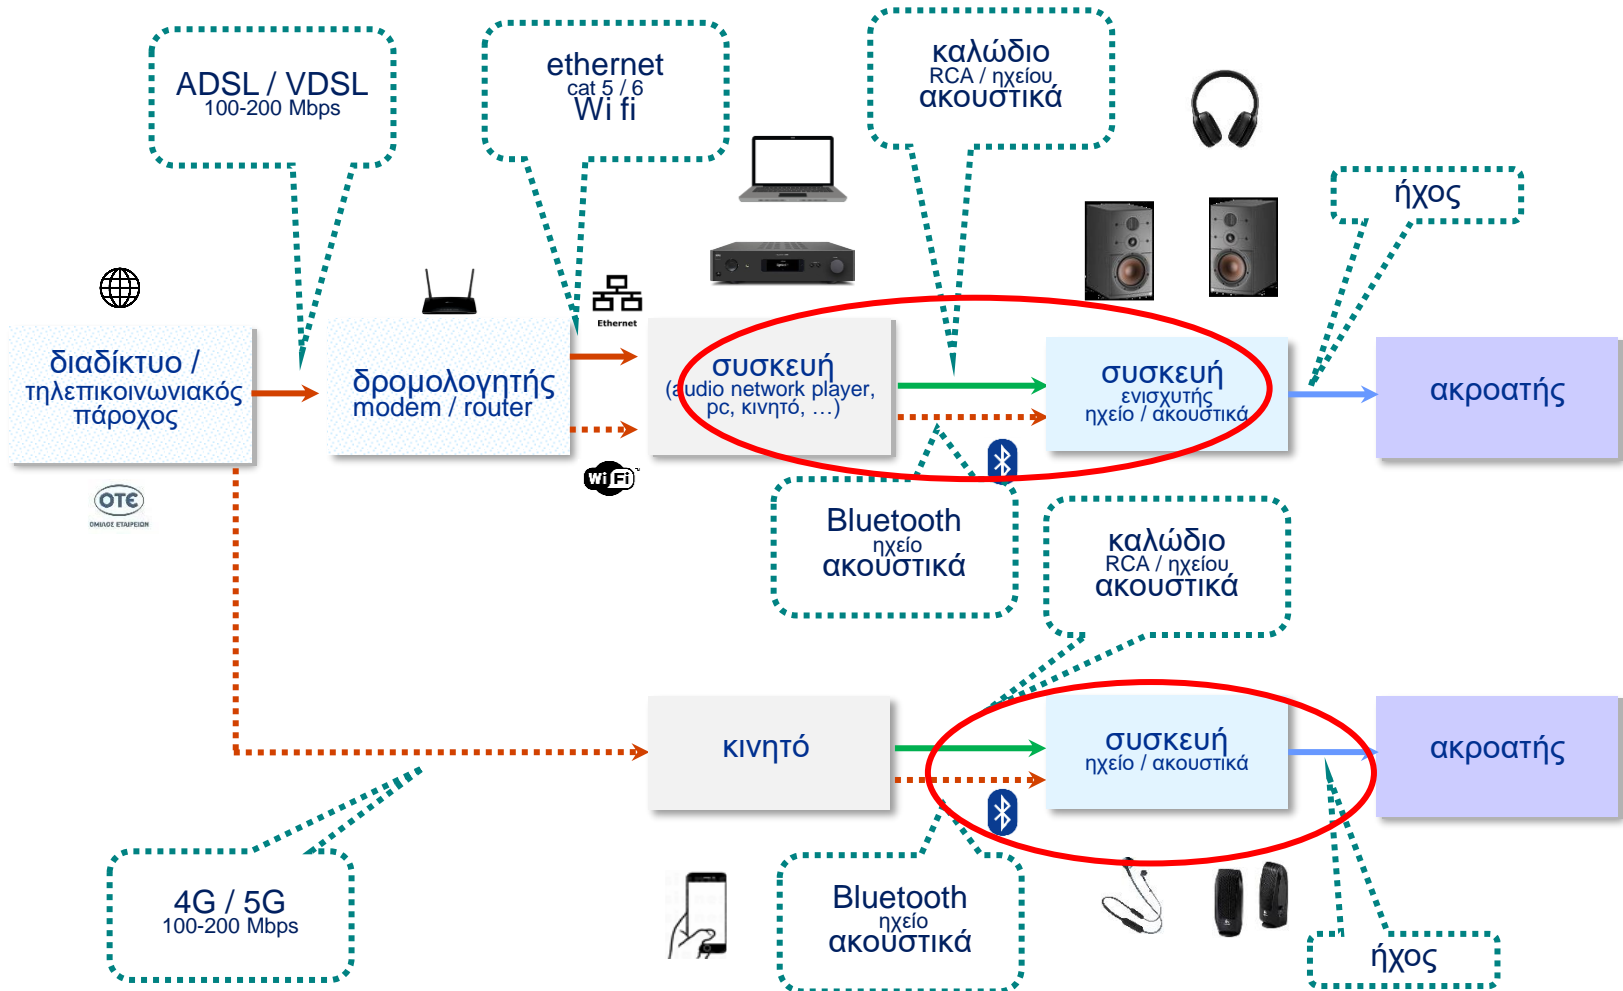 ADSL / VDSL
100-200 Mbps
ethernet
cat 5 / 6
Wi fi
καλώδιο
RCA / ηχείου
ακουστικά
ήχος
Ethernet
διαδίκτυο /
τηλεπικοινωνιακός
πάροχος
δρομολογητής
modem / router
συσκευή
(audio network player,
pc, κινητό, …)
συσκευή
ενισχυτής
ηχείο / ακουστικά
ακροατής
Wi Fi
ΟΤΕ
ΟΜΙΛΟΣ ΕΤΑΙΡΕΙΩΝ
Bluetooth
ηχείο
ακουστικά
καλώδιο
RCA / ηχείου
ακουστικά
κινητό
συσκευή
ηχείο / ακουστικά
ακροατής
4G / 5G
100-200 Mbps
Bluetooth
ηχείο
ακουστικά
ήχος